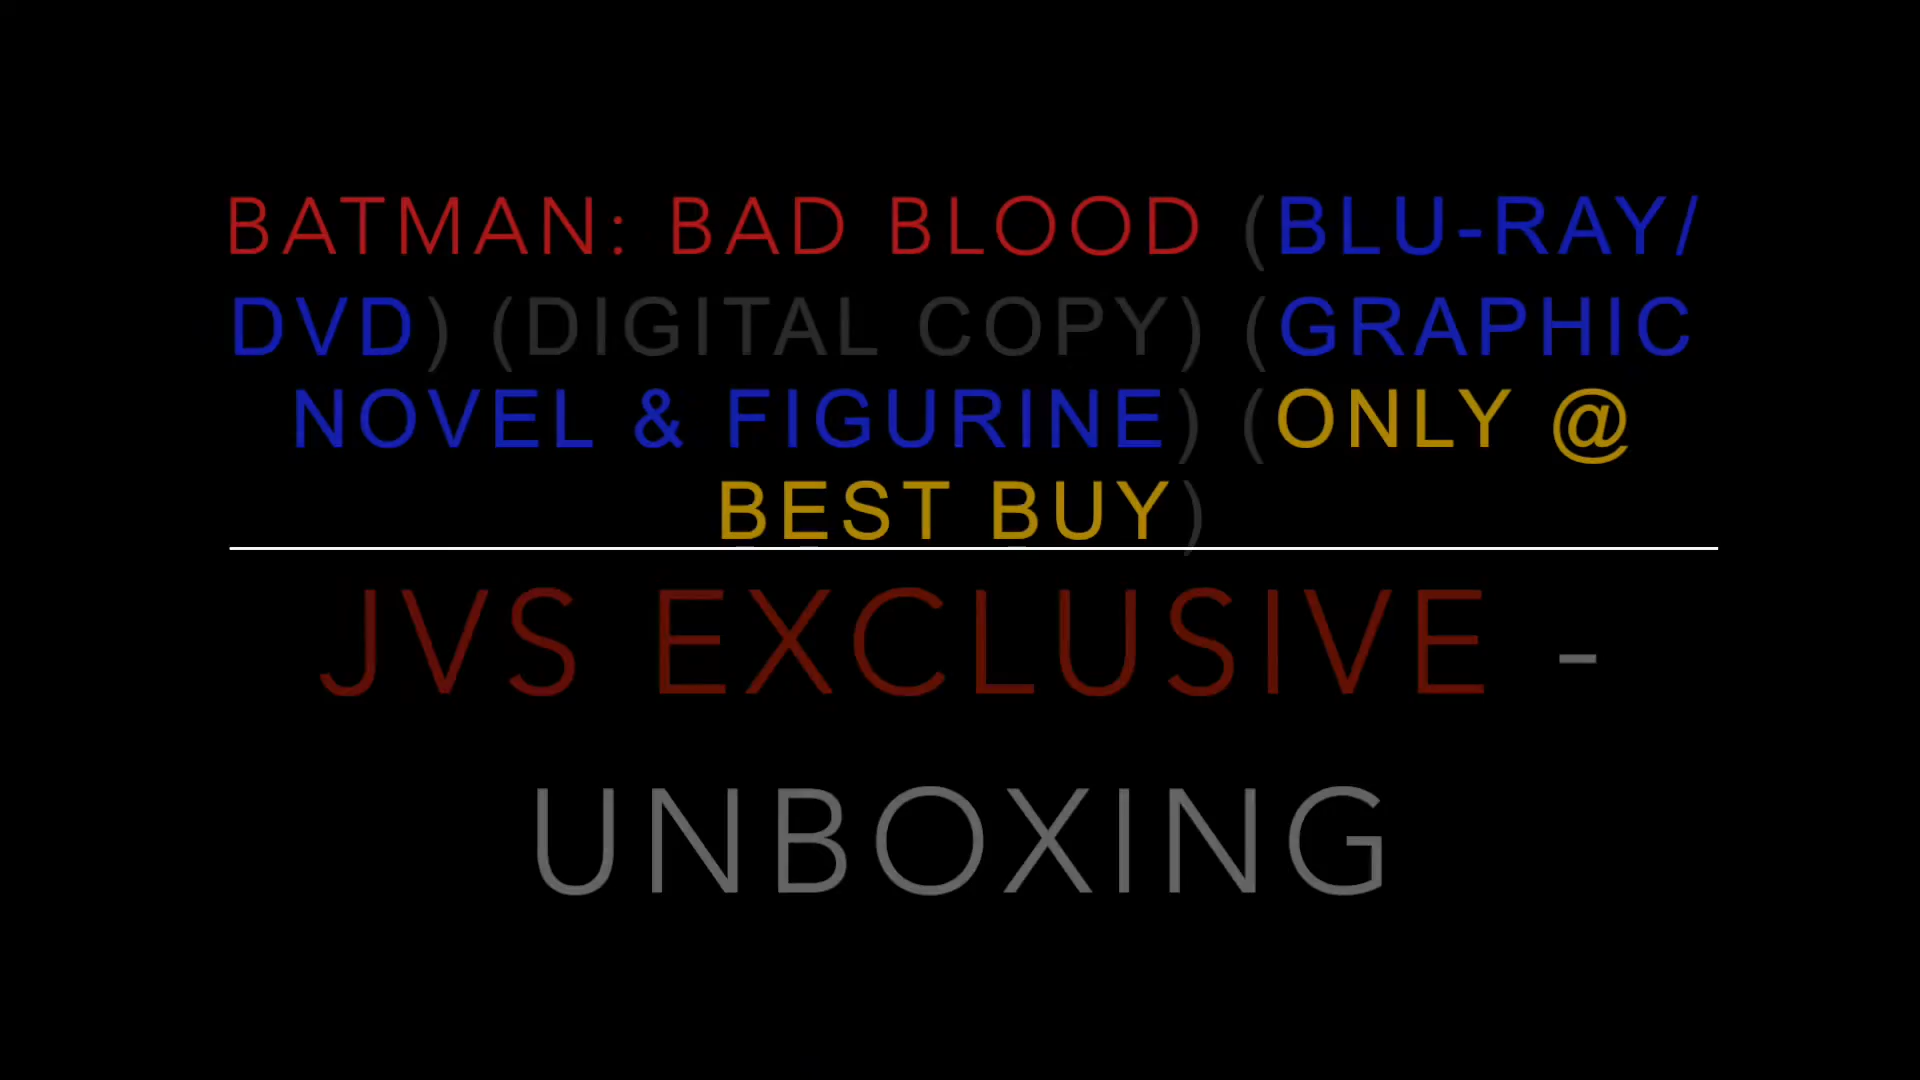 BATMAN: BAD BLOOD (BLU-RAY/
DVD) (DIGITAL COPY) (GRAPHIC
NOVEL & FIGURINE) (ONLY @
BEST BUY)
JVS EXCLUSIVE -
UNBOXING